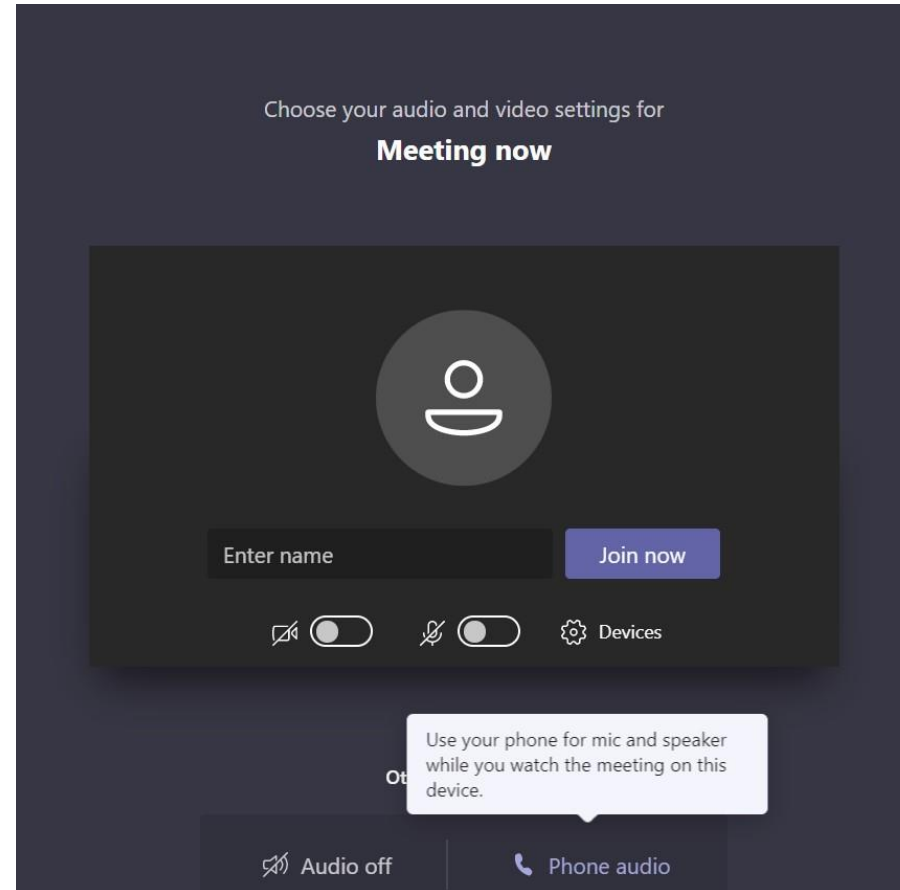 Choose your audio and video settings for
Meeting now
Enter name
Join now
Devices
Use your phone for mic and speaker
while you watch the meeting on this
device.
Audio off
Phone audio